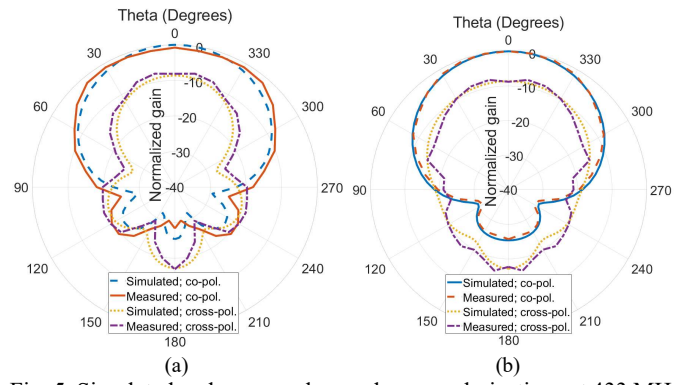 Theta (Degrees)
0
30
330
60
300
90
270
120
240
150
210
180
0
-10
-20
-30
-40
Normalized gain
Simulated; co-pol.
Measured; co-pol.
Simulated; cross-pol.
Measured; cross-pol.
(a)
Theta (Degrees)
0
30
330
60
300
90
270
120
240
150
210
180
0
-10
-20
-30
-40
Normalized gain
Simulated; co-pol.
Measured; co-pol.
Simulated; cross-pol.
Measured; cross-pol.
(b)